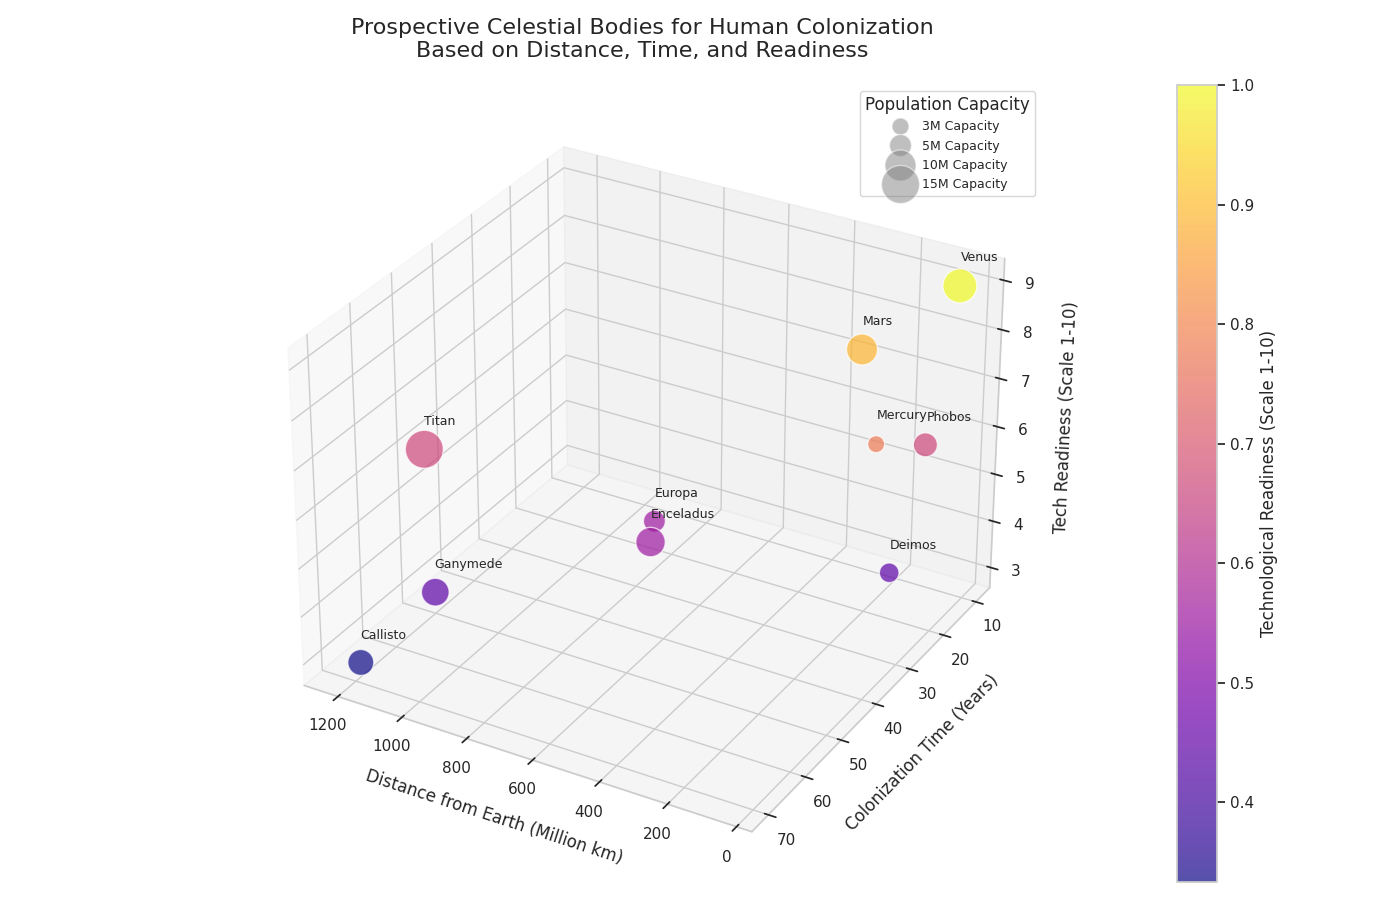 Prospective Celestial Bodies for Human Colonization
Based on Distance, Time, and Readiness
Population Capacity
3M Capacity
5M Capacity
10M Capacity
15M Capacity
Venus
Mars
Mercury
Phobos
Titan
Europa
Enceladus
Deimos
Ganymede
Callisto
9
8
7
6
5
4
3
Tech Readiness (Scale 1-10)
10
20
30
40
50
60
70
Colonization Time (Years)
1200
1000
800
600
400
200
0
Distance from Earth (Million km)
1.0
0.9
0.8
0.7
0.6
0.5
0.4
Technological Readiness (Scale 1-10)